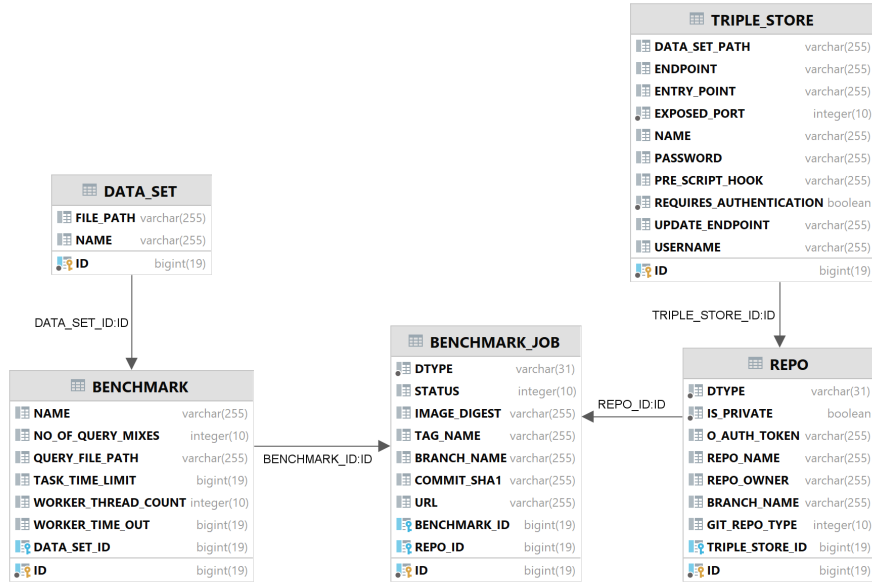 TRIPLE_STORE
DATA_SET_PATH varchar(255)
ENDPOINT varchar(255)
ENTRY_POINT varchar(255)
EXPOSED_PORT integer(10)
NAME varchar(255)
PASSWORD varchar(255)
PRE_SCRIPT_HOOK varchar(255)
REQUIRES_AUTHENTICATION boolean
UPDATE_ENDPOINT varchar(255)
USERNAME varchar(255)
ID bigint(19)
DATA_SET
FILE_PATH varchar(255)
NAME varchar(255)
ID bigint(19)
DATA_SET_ID:ID
TRIPLE_STORE_ID:ID
BENCHMARK
NAME varchar(255)
NO_OF_QUERY_MIXES integer(10)
QUERY_FILE_PATH varchar(255)
TASK_TIME_LIMIT bigint(19)
WORKER_THREAD_COUNT integer(10)
WORKER_TIME_OUT bigint(19)
DATA_SET_ID bigint(19)
ID bigint(19)
BENCHMARK_ID:ID
BENCHMARK_JOB
DTYPE varchar(31)
STATUS integer(10)
IMAGE_DIGEST varchar(255)
TAG_NAME varchar(255)
BRANCH_NAME varchar(255)
COMMIT_SHA1 varchar(255)
URL varchar(255)
BENCHMARK_ID bigint(19)
REPO_ID bigint(19)
ID bigint(19)
REPO_ID:ID
REPO
DTYPE varchar(31)
IS_PRIVATE boolean
O_AUTH_TOKEN varchar(255)
REPO_NAME varchar(255)
REPO_OWNER varchar(255)
BRANCH_NAME varchar(255)
GIT_REPO_TYPE integer(10)
TRIPLE_STORE_ID bigint(19)
ID bigint(19)